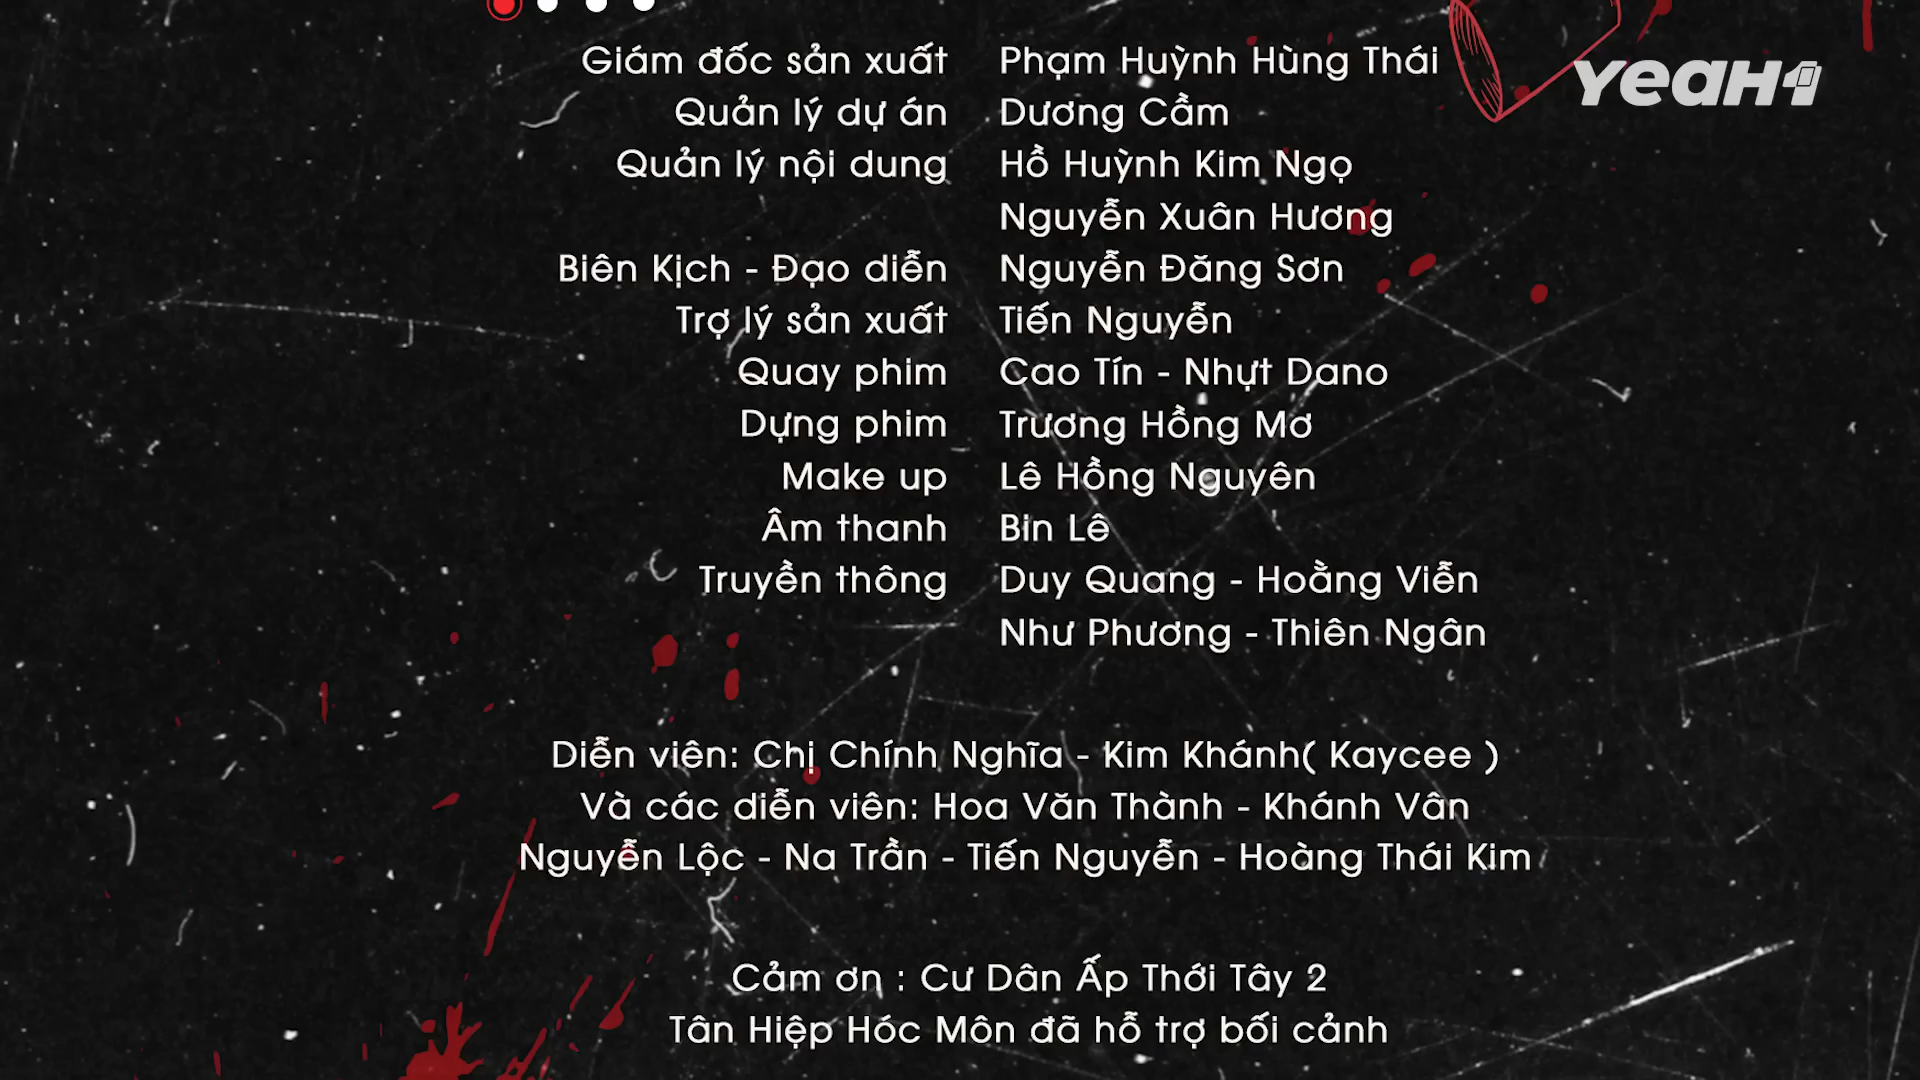 YEAH1
Giám đốc sản xuất Phạm Huỳnh Hùng Thái
Quản lý dự án Dương Cầm
Quản lý nội dung Hồ Huỳnh Kim Ngọ
Nguyễn Xuân Hương
Biên Kịch - Đạo diễn Nguyễn Đăng Sơn
Trợ lý sản xuất Tiến Nguyễn
Quay phim Cao Tín - Nhựt Dano
Dựng phim Trương Hồng Mơ
Make up Lê Hồng Nguyên
Âm thanh Bin Lê
Truyền thông Duy Quang - Hoằng Viễn
Như Phương - Thiên Ngân
Diễn viên: Chị Chính Nghĩa - Kim Khánh( Kaycee )
Và các diễn viên: Hoa Văn Thành - Khánh Vân
Nguyễn Lộc - Na Trần - Tiến Nguyễn - Hoàng Thái Kim
Cảm ơn : Cư Dân Ấp Thới Tây 2
Tân Hiệp Hóc Môn đã hỗ trợ bối cảnh